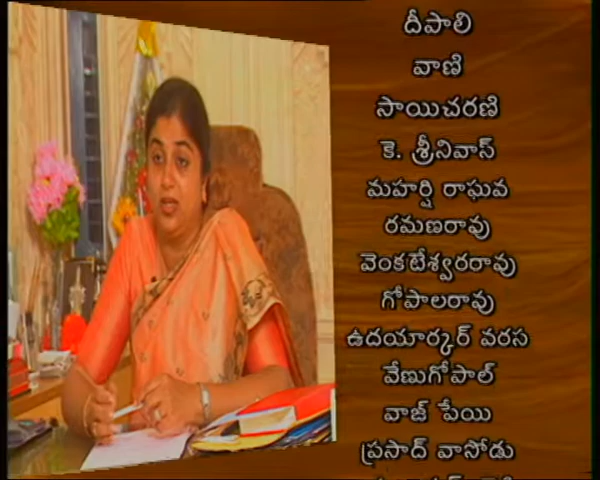 దీపాలి
వాణి
సాయిచరణి
కె. శ్రీనివాస్
మహర్షి రాఘవ
రమణరావు
వెంకటేశ్వరరావు
గోపాలరావు
ఉదయార్కర్ వరస
వేణుగోపాల్
వాజ్ పేయి
ప్రసాద్ వాసోడు